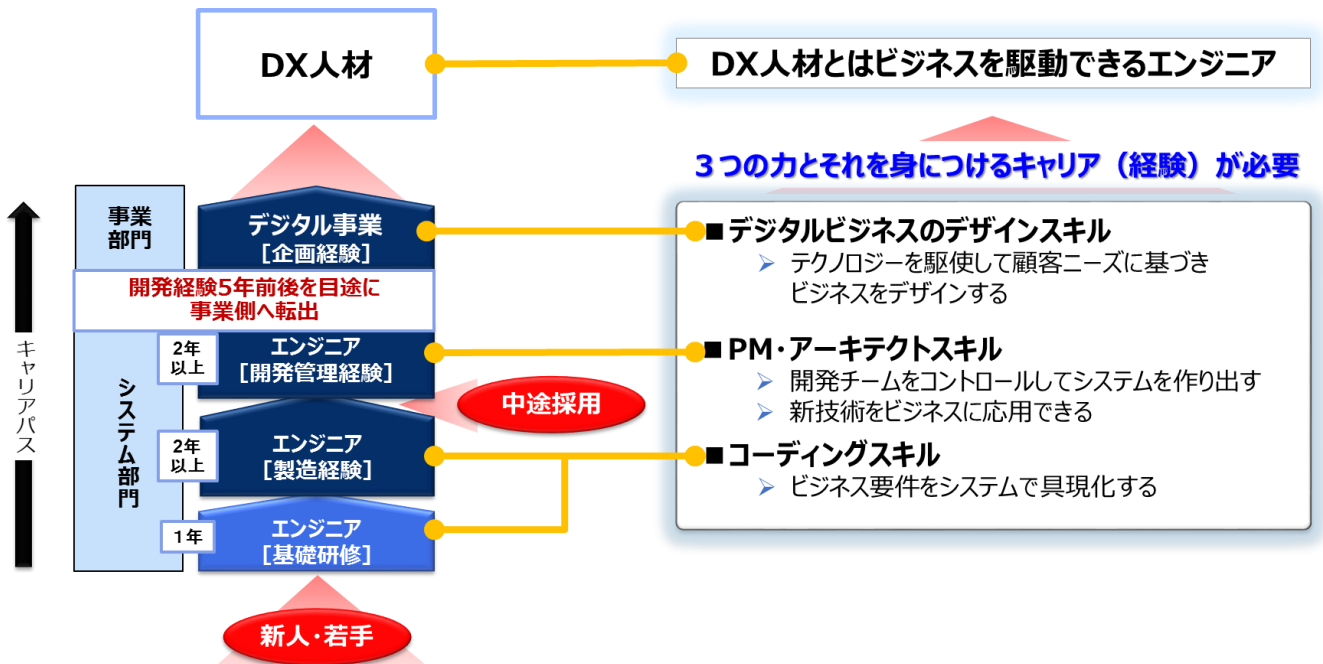 DX人材
DX人材とはビジネスを駆動できるエンジニア
3つの力とそれを身につけるキャリア（経験）が必要
キャリアパス
事業
部門
デジタル事業
[企画経験]
開発経験5年前後を目途に
事業側へ転出
システム部門
2年
以上
エンジニア
[開発管理経験]
中途採用
2年
以上
エンジニア
[製造経験]
1年
エンジニア
[基礎研修]
新人・若手
■デジタルビジネスのデザインスキル
➢ テクノロジーを駆使して顧客ニーズに基づき
ビジネスをデザインする
■PM・アーキテクトスキル
➢ 開発チームをコントロールしてシステムを作り出す
➢ 新技術をビジネスに応用できる
■コーディングスキル
➢ ビジネス要件をシステムで具現化する